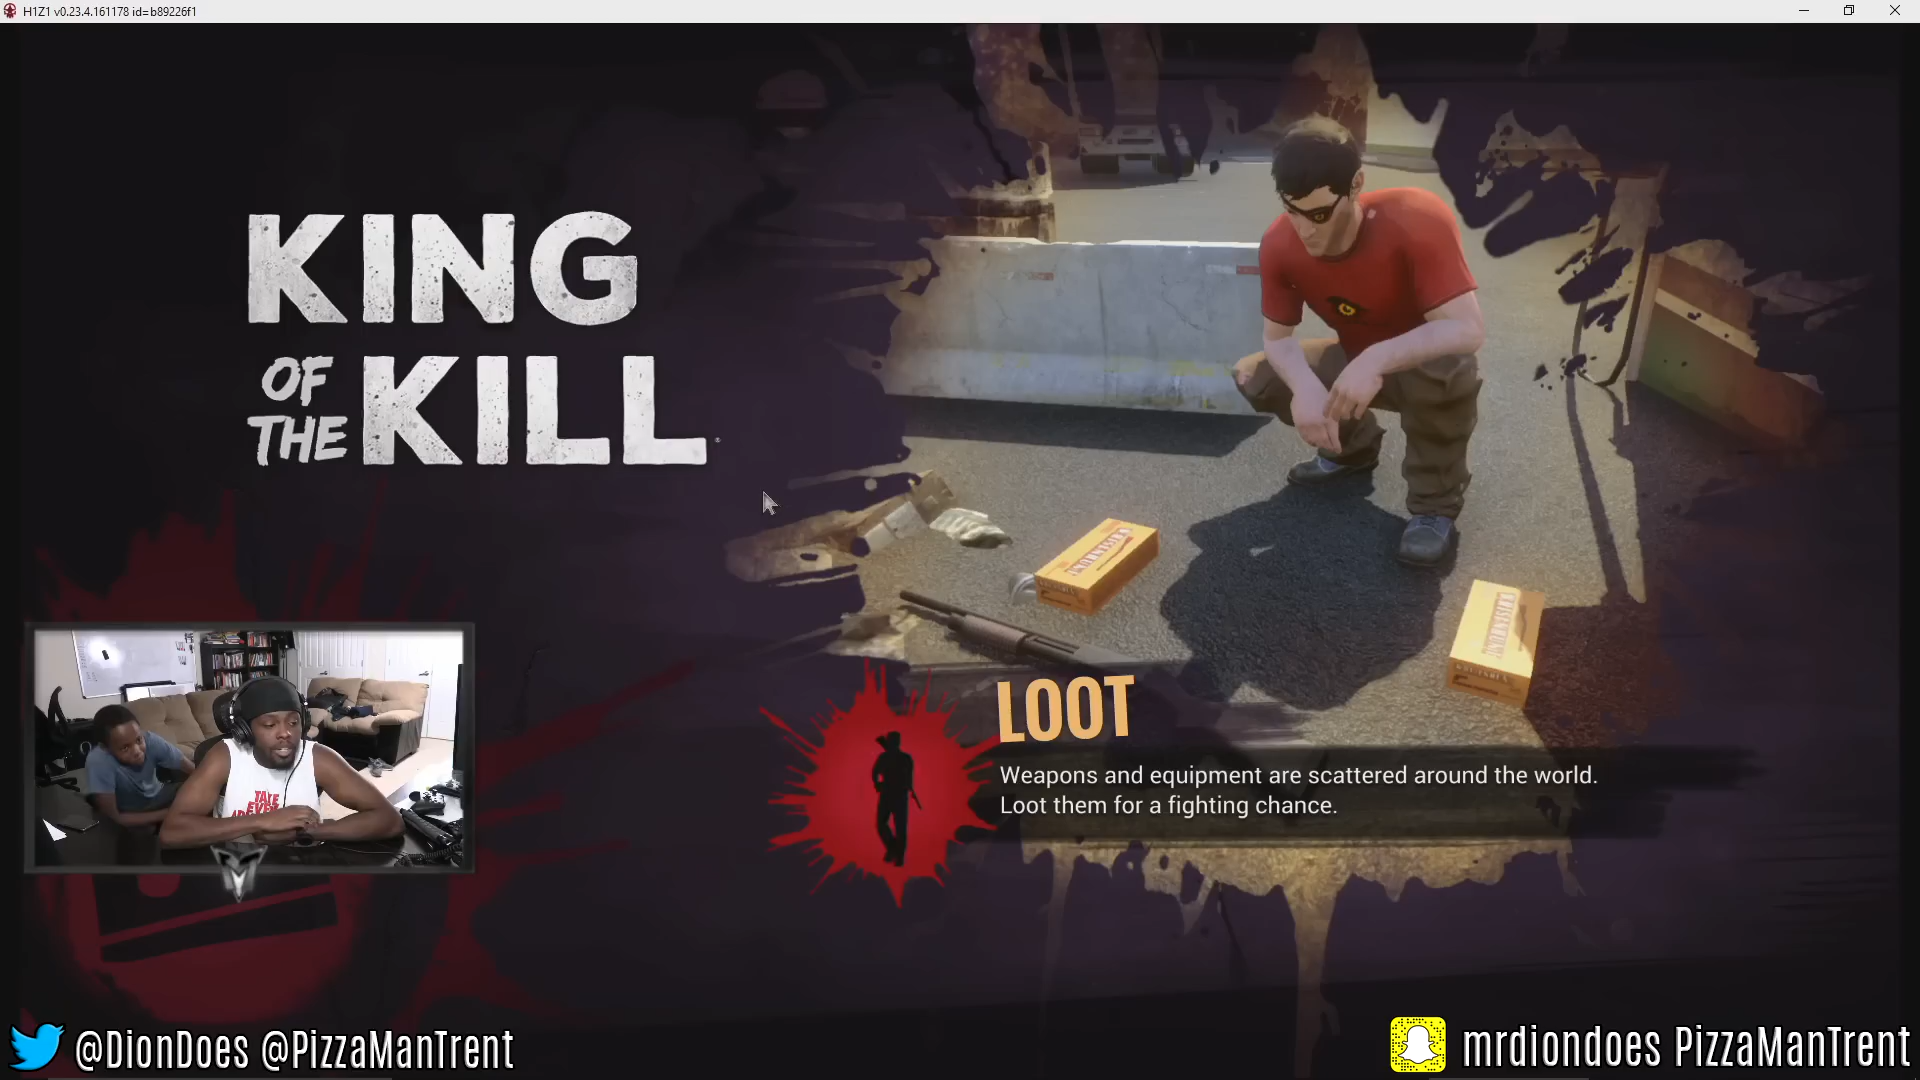 H1Z1 v0.23.4.161178 id=b89226f1
KING
OF
THE KILL
LOOT
Weapons and equipment are scattered around the world.
Loot them for a fighting chance.
@DionDoes @PizzaManTrent
mrdiondoes PizzaManTrent